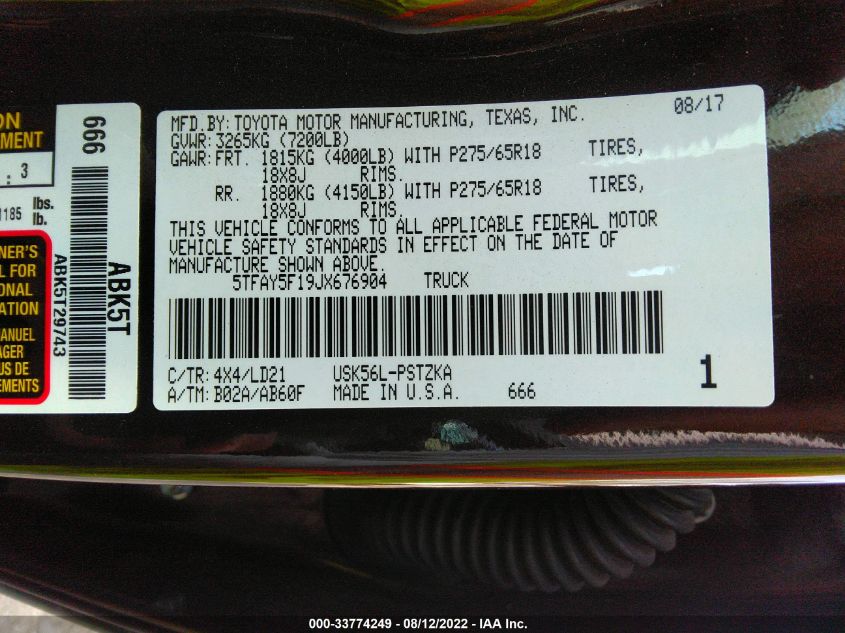 ON
EMENT
. 3
1185 lbs.
lb.
NER'S
L FOR
ONAL
ATION
ANUEL
AGER
US DE
EMENTS
666
ABK5T
ABK5T29743
MFD.BY: TOYOTA MOTOR MANUFACTURING, TEXAS, INC. 08/17
GVWR: 3265KG (7200LB)
GAWR: FRT. 1815KG (4000LB) WITH P275/65R18 TIRES,
18X8J RIMS.
RR. 1880KG (4150LB) WITH P275/65R18 TIRES,
18X8J RIMS.
THIS VEHICLE CONFORMS TO ALL APPLICABLE FEDERAL MOTOR
VEHICLE SAFETY STANDARDS IN EFFECT ON THE DATE OF
MANUFACTURE SHOWN ABOVE.
5TFAY5F19JX676904 TRUCK
C/TR: 4X4/LD21 USK56L-PSTZKA
A/TM: B02A/AB60F MADE IN U.S.A. 666
1
000-33774249 - 08/12/2022 - IAA Inc.